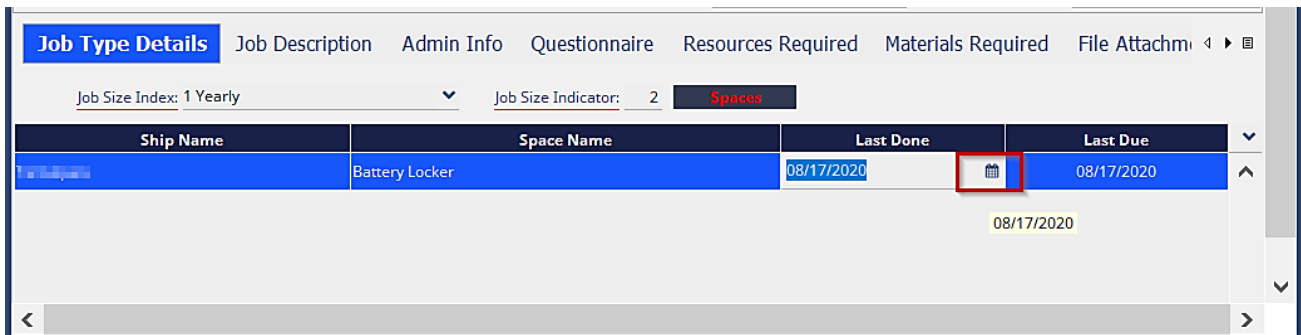 Job Type Details Job Description Admin Info Questionnaire Resources Required Materials Required File Attachm
Job Size Index: 1 Yearly Job Size Indicator: 2 Spaces
Ship Name Space Name Last Done Last Due
Battery Locker 08/17/2020 08/17/2020
08/17/2020